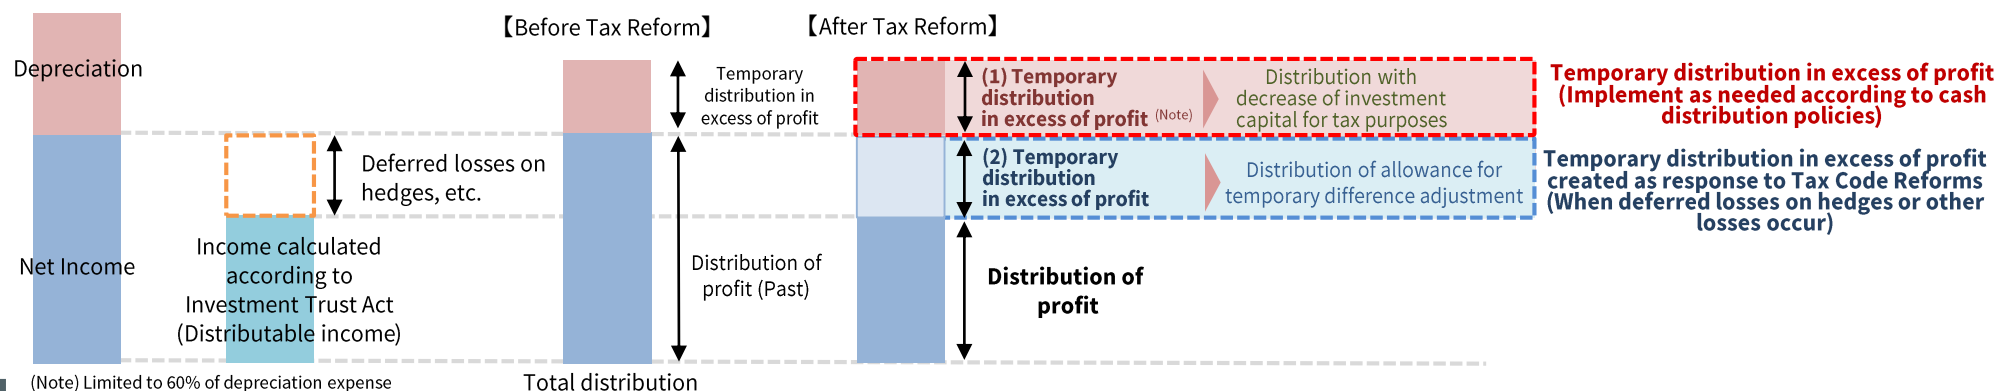 【Before Tax Reform】
【After Tax Reform】
Depreciation
Temporary
distribution in
excess of profit
(1) Temporary
distribution
in excess of profit (Note)
Distribution with
decrease of investment
capital for tax purposes
Temporary distribution in excess of profit
(Implement as needed according to cash
distribution policies)
Deferred losses on
hedges, etc.
(2) Temporary
distribution
in excess of profit
Distribution of allowance for
temporary difference adjustment
Temporary distribution in excess of profit
created as response to Tax Code Reforms
(When deferred losses on hedges or other
losses occur)
Net Income
Income calculated
according to
Investment Trust Act
(Distributable income)
Distribution of
profit (Past)
Distribution of
profit
(Note) Limited to 60% of depreciation expense
Total distribution